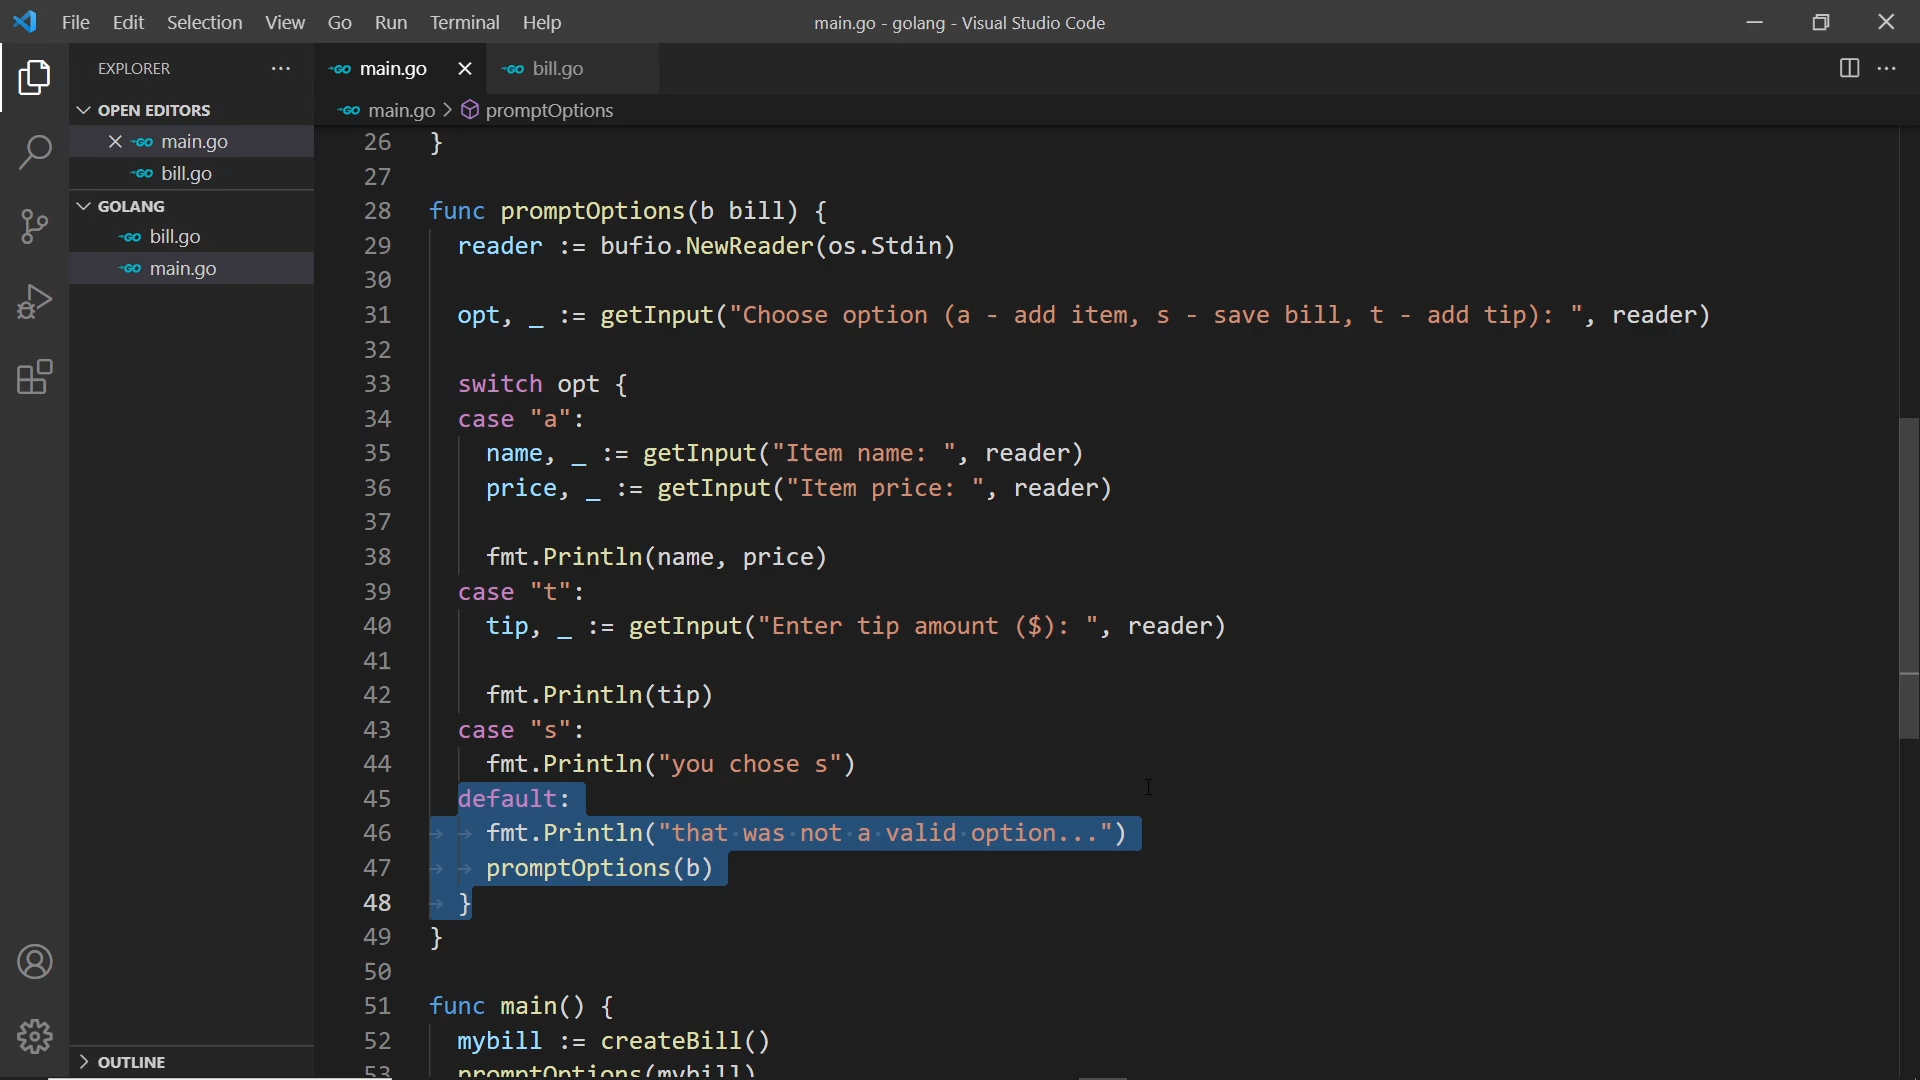 File Edit Selection View Go Run Terminal Help
main.go - golang - Visual Studio Code
EXPLORER
main.go
bill.go
OPEN EDITORS
main.go
bill.go
GOLANG
bill.go
main.go
OUTLINE
main.go > promptOptions
26 }
27
28 func promptOptions(b bill) {
29 reader := bufio.NewReader(os.Stdin)
30
31 opt, _ := getInput("Choose option (a - add item, s - save bill, t - add tip): ", reader)
32
33 switch opt {
34 case "a":
35 name, _ := getInput("Item name: ", reader)
36 price, _ := getInput("Item price: ", reader)
37
38 fmt.Println(name, price)
39 case "t":
40 tip, _ := getInput("Enter tip amount ($): ", reader)
41
42 fmt.Println(tip)
43 case "s":
44 fmt.Println("you chose s")
45 default:
46 fmt.Println("that was not a valid option...")
47 promptOptions(b)
48 }
49 }
50
51 func main() {
52 mybill := createBill()
53 promptOptions(mybill)